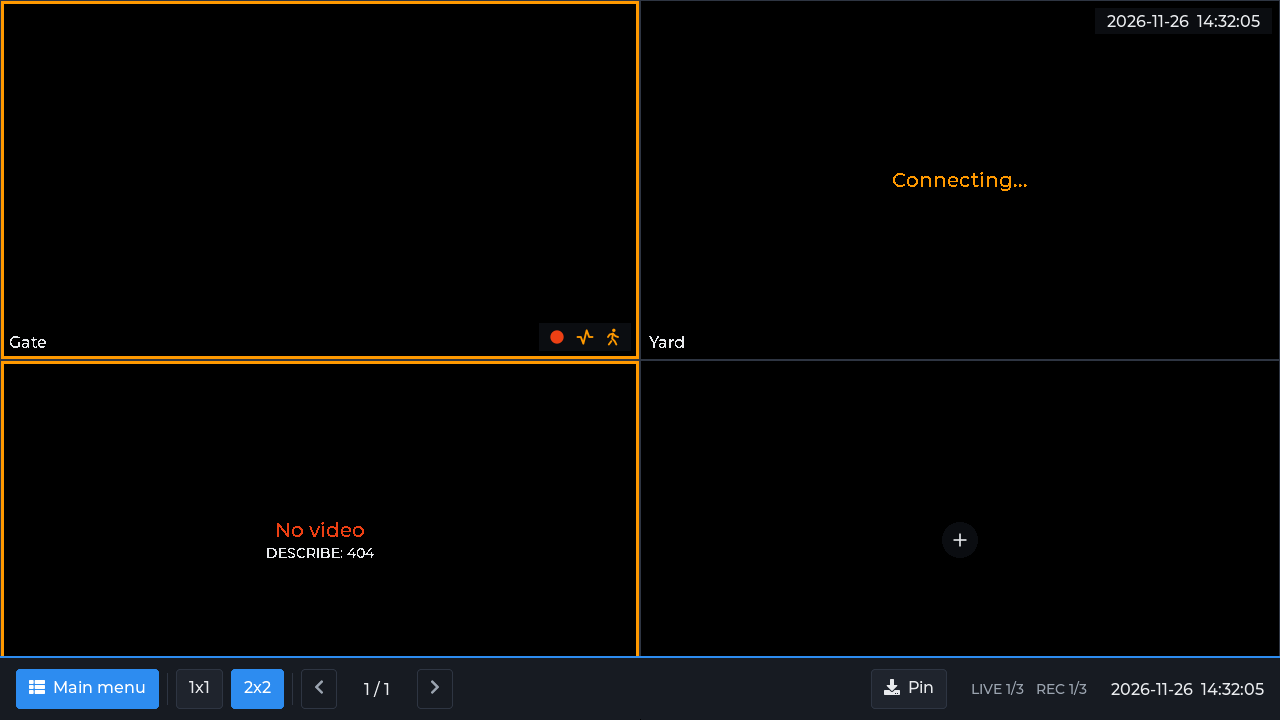 2026-11-26 14:32:05
Connecting...
Gate
Yard
No video
DESCRIBE: 404
Main menu
1x1
2x2
1 / 1
Pin
LIVE 1/3
REC 1/3
2026-11-26 14:32:05